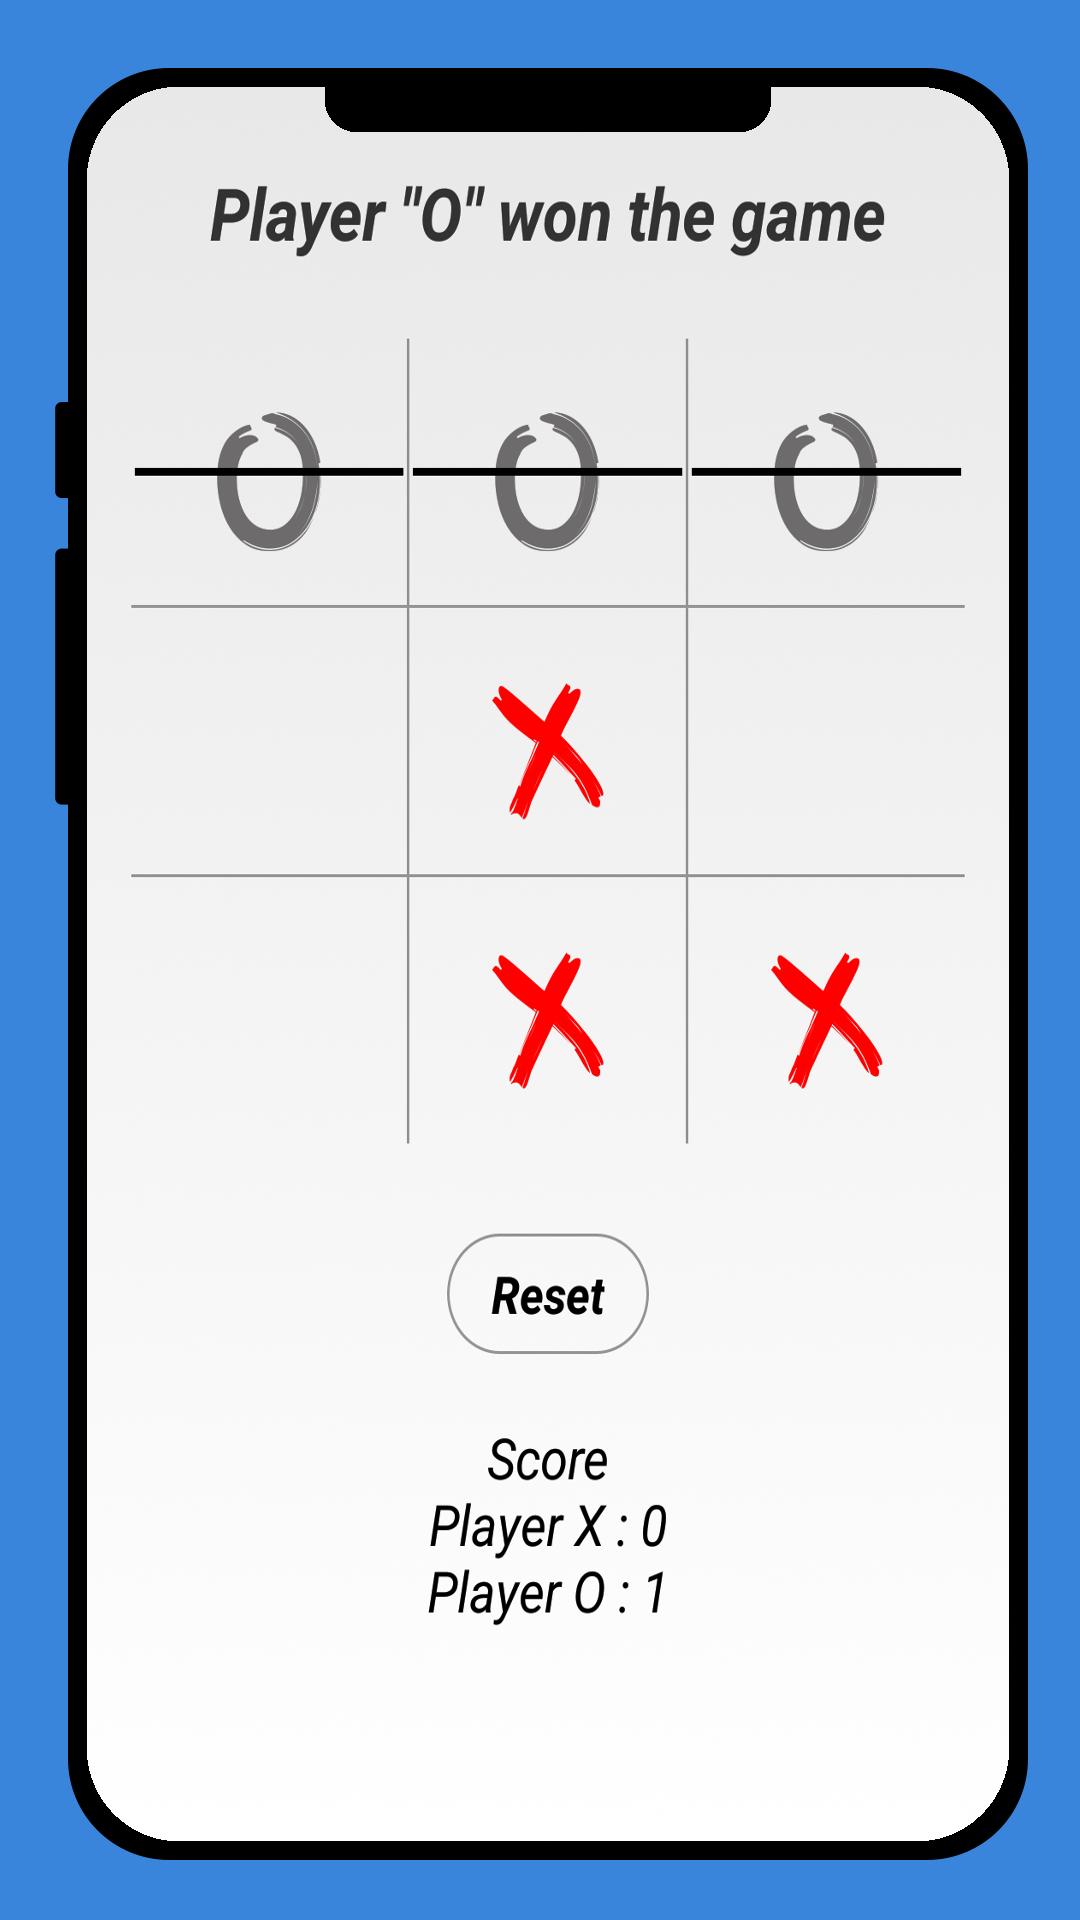 Player "O" won the game
O O O
X
X X
Reset
Score
Player X : 0
Player O : 1